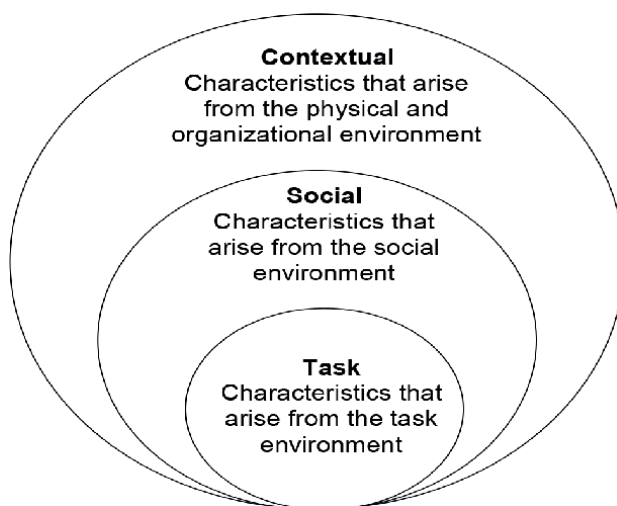 Contextual
Characteristics that arise
from the physical and
organizational environment
Social
Characteristics that
arise from the social
environment
Task
Characteristics that
arise from the task
environment